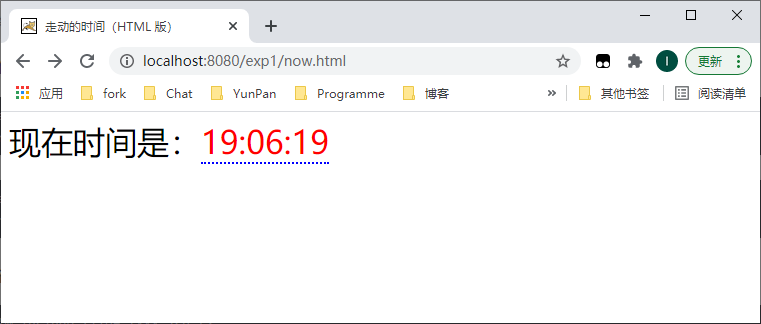 走动的时间（HTML 版）
localhost:8080/exp1/now.html
I
更新
应用 fork Chat YunPan Programme 博客 » 其他书签 阅读清单
现在时间是：19:06:19